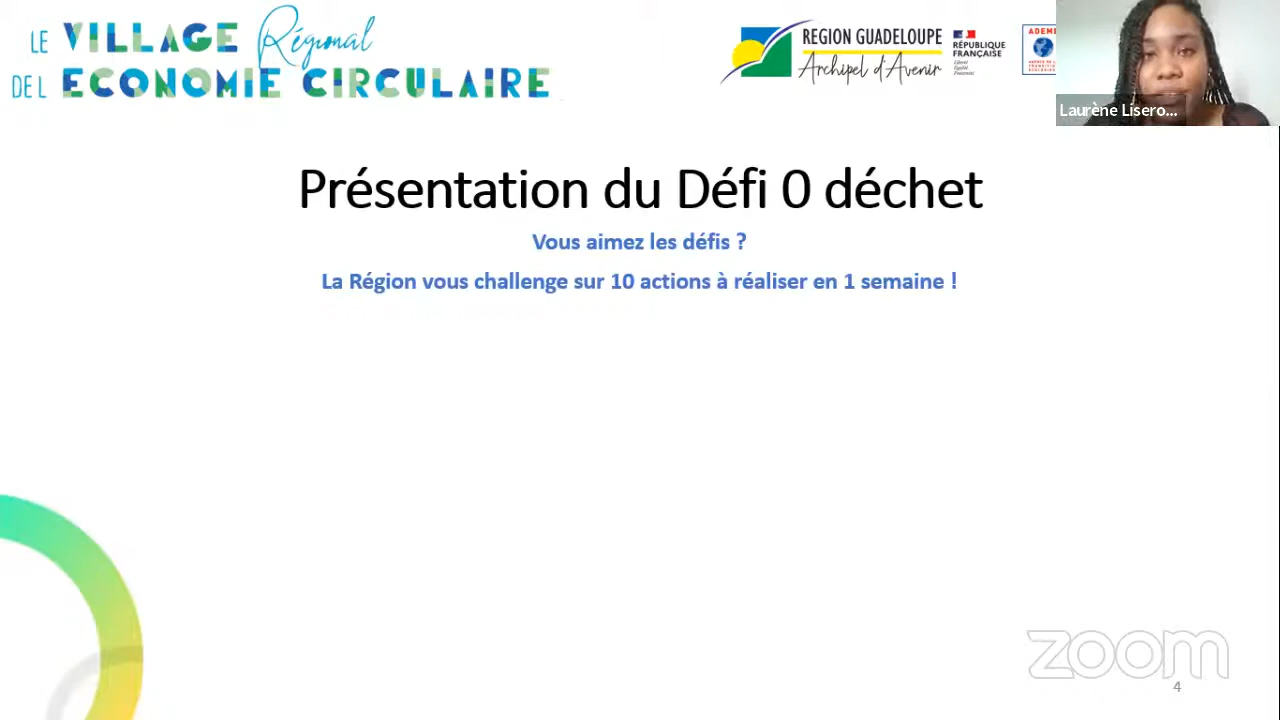 LE VILLAGE Régional
DE L ECONOMIE CIRCULAIRE
REGION GUADELOUPE
Archipel d'Avenir
RÉPUBLIQUE
FRANÇAISE
Liberté
Égalité
Fraternité
ADEME
Laurène Lisero...
Présentation du Défi 0 déchet
Vous aimez les défis ?
La Région vous challenge sur 10 actions à réaliser en 1 semaine !
zoom
4